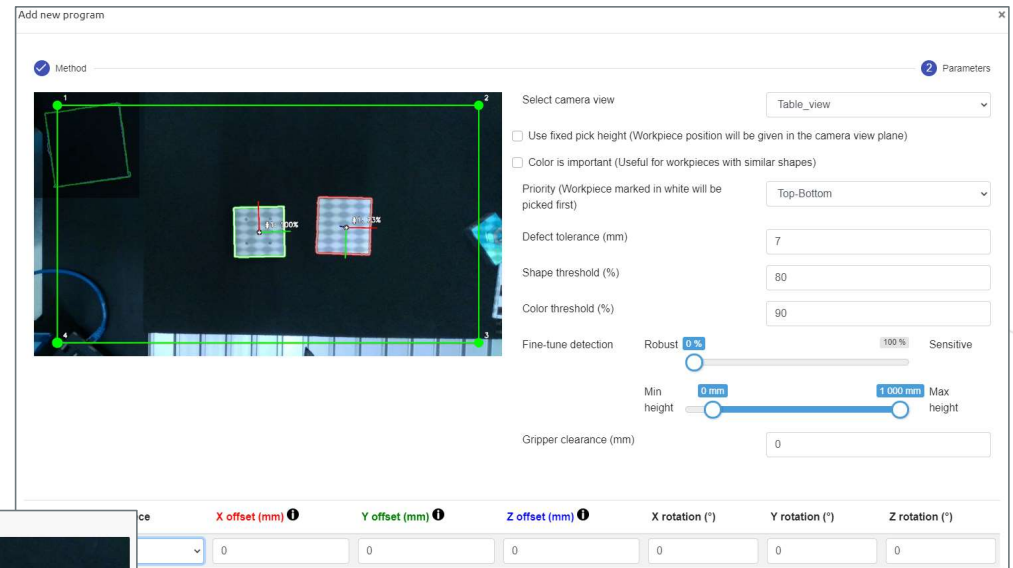 Add new program
×
Method
2 Parameters
1
2
3
4
100%
Select camera view
Table_view
Use fixed pick height (Workpiece position will be given in the camera view plane)
Color is important (Useful for workpieces with similar shapes)
Priority (Workpiece marked in white will be
picked first)
Top-Bottom
Defect tolerance (mm)
7
Shape threshold (%)
80
Color threshold (%)
90
Fine-tune detection
Robust 0 % 100 % Sensitive
Min
height
0 mm
1 000 mm
Max
height
Gripper clearance (mm)
0
ce
X offset (mm)
Y offset (mm)
Z offset (mm)
X rotation (°)
Y rotation (°)
Z rotation (°)
0
0
0
0
0
0